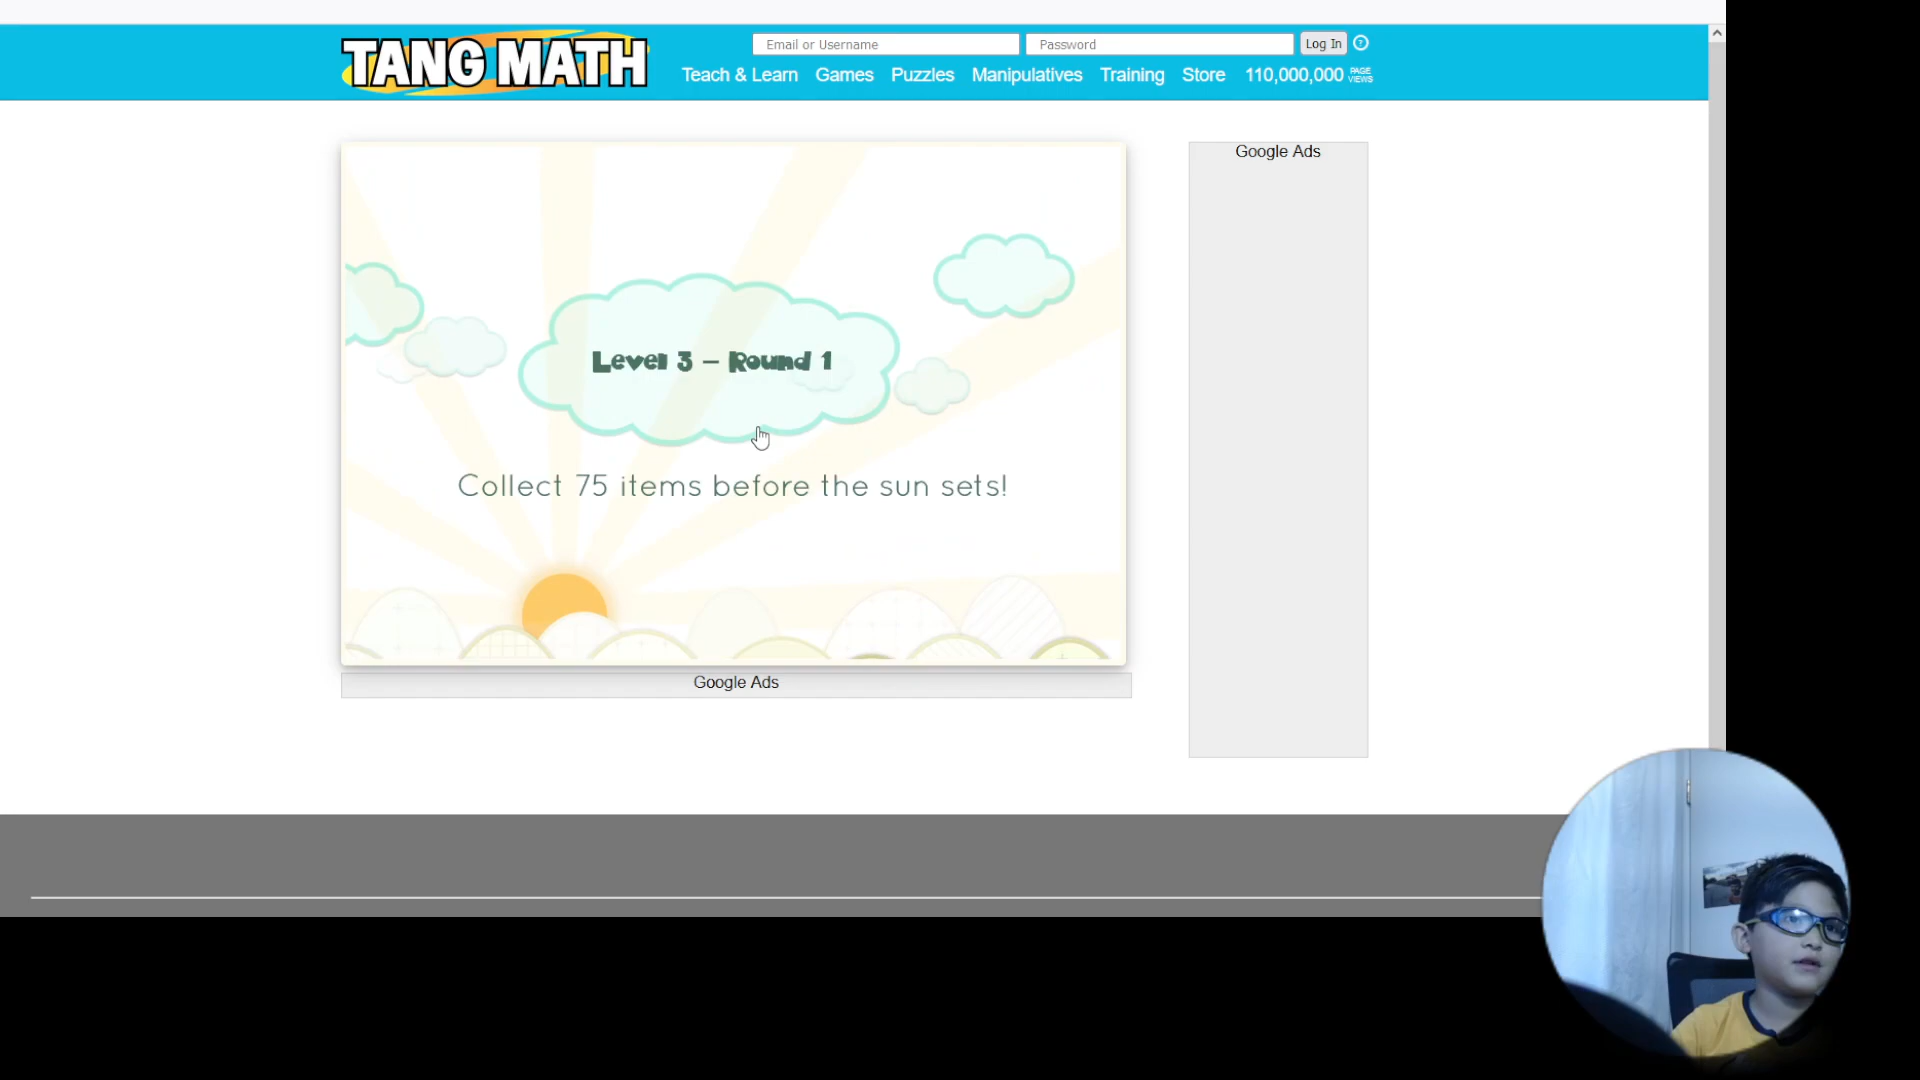 TANG MATH
Email or Username
Password
Log In
?
Teach & Learn
Games
Puzzles
Manipulatives
Training
Store
110,000,000 PAGE VIEWS
Google Ads
Level 3 – Round 1
Collect 75 items before the sun sets!
Google Ads